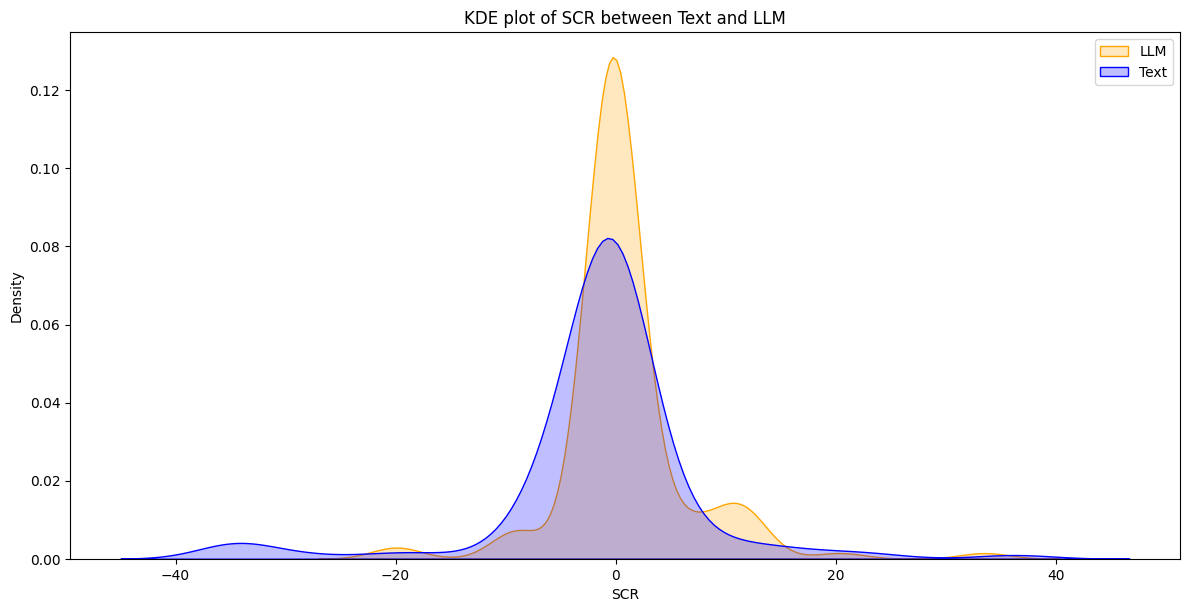 KDE plot of SCR between Text and LLM
LLM
Text
Density
0.12
0.10
0.08
0.06
0.04
0.02
0.00
−40
−20
0
20
40
SCR